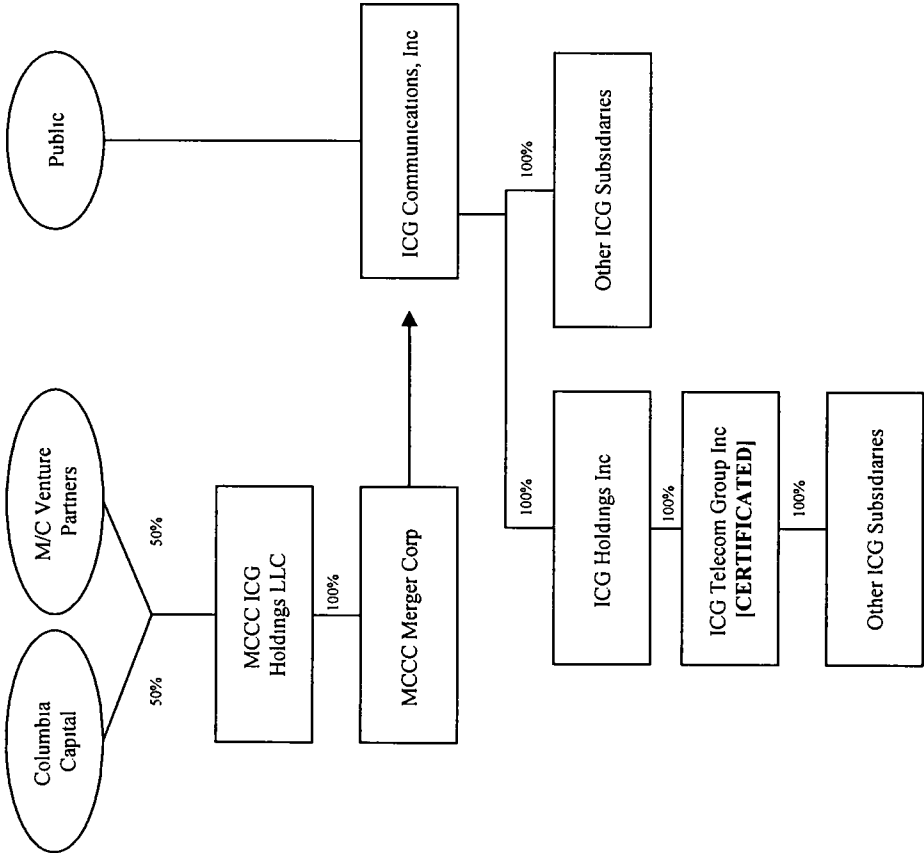 Columbia
Capital
M/C Venture
Partners
Public
50%
50%
MCCC ICG
Holdings LLC
100%
MCCC Merger Corp
ICG Communications, Inc
100%
100%
ICG Holdings Inc
Other ICG Subsidiaries
100%
ICG Telecom Group Inc
[CERTIFICATED]
100%
Other ICG Subsidiaries